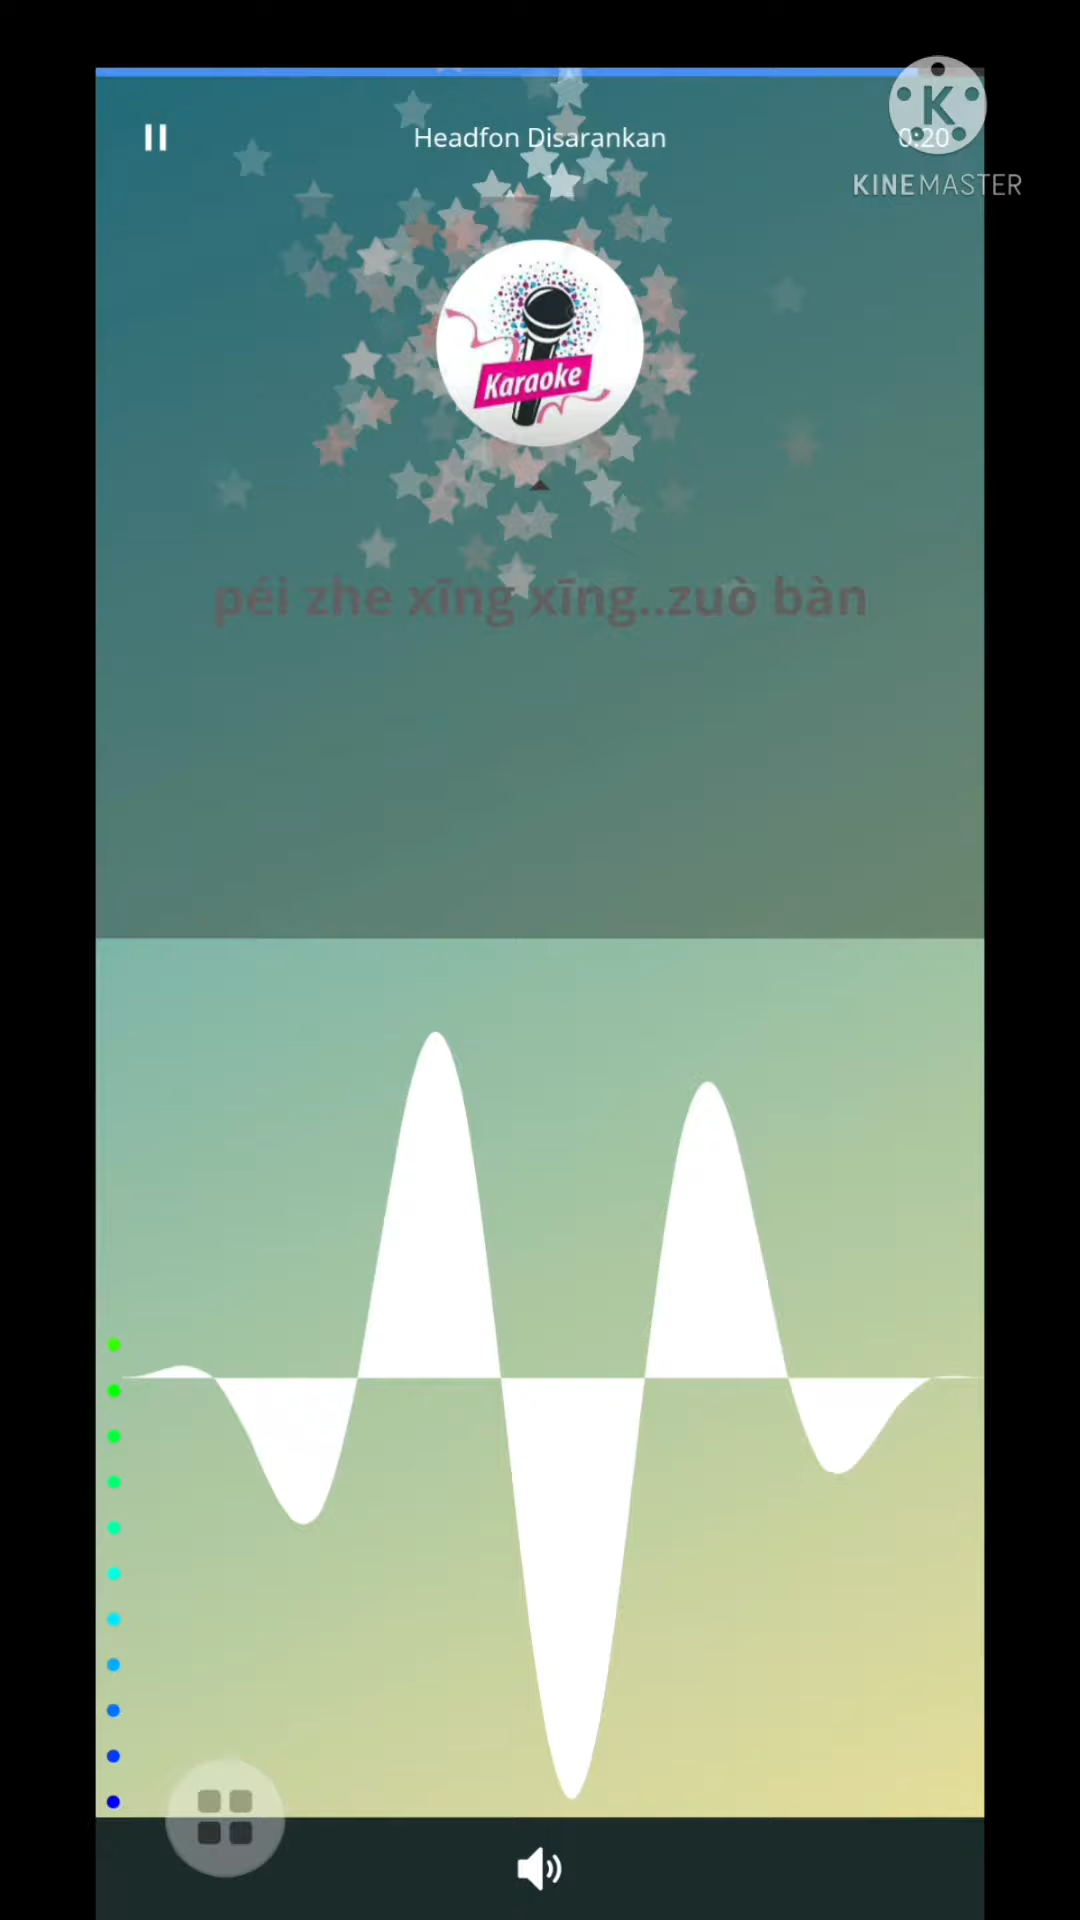 Headfon Disarankan
0:20
KINEMASTER
Karaoke
péi zhe xīng xīng..zuò bàn